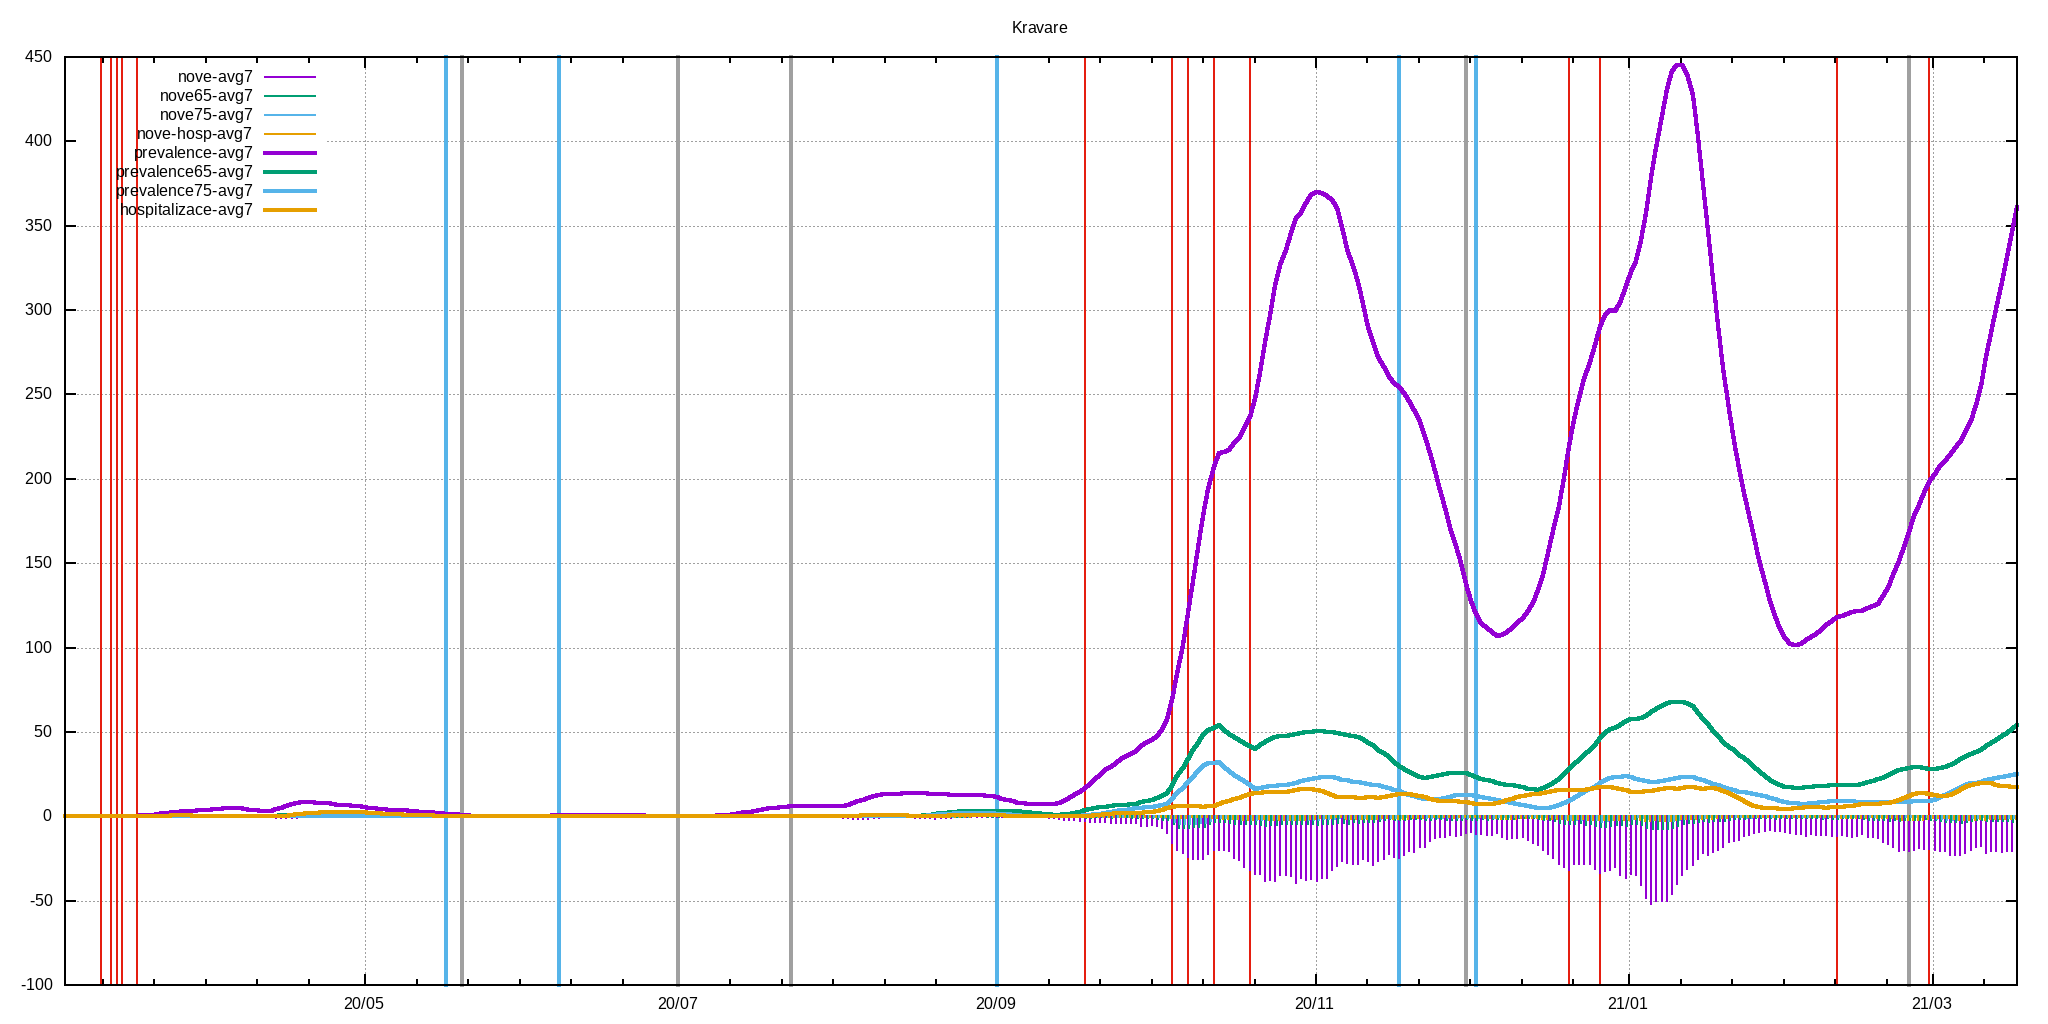 Kravare
450
400
350
300
250
200
150
100
50
0
-50
-100
nove-avg7
nove65-avg7
nove75-avg7
nove-hosp-avg7
prevalence-avg7
prevalence65-avg7
prevalence75-avg7
hospitalizace-avg7
20/05 20/07 20/09 20/11 21/01 21/03